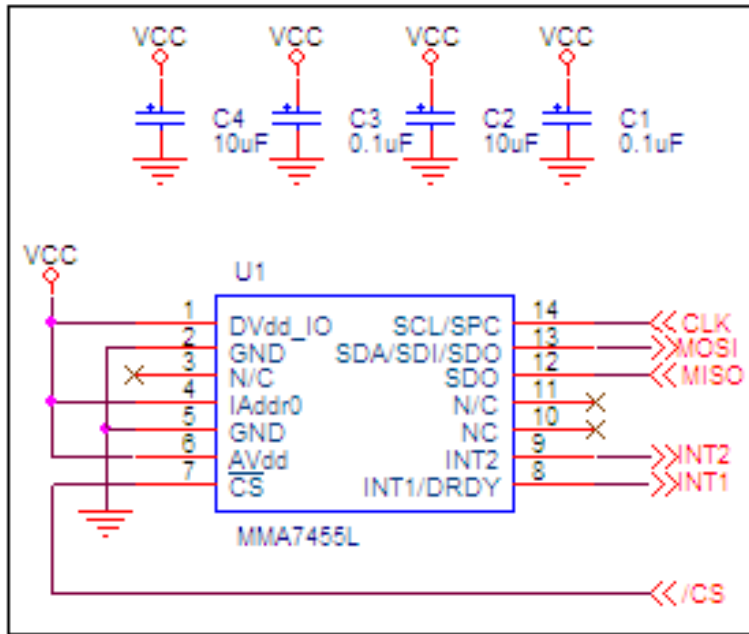 VCC VCC VCC VCC
C4 C3 C2 C1
10uF 0.1uF 10uF 0.1uF
VCC
U1
1 DVdd_IO SCL/SPC 14 CLK
2 GND SDA/SDI/SDO 13 MOSI
3 N/C SDO 12 MISO
4 IAddr0 N/C 11
5 GND NC 10
6 AVdd INT2 9 INT2
7 CS INT1/DRDY 8 INT1
MMA7455L
/CS